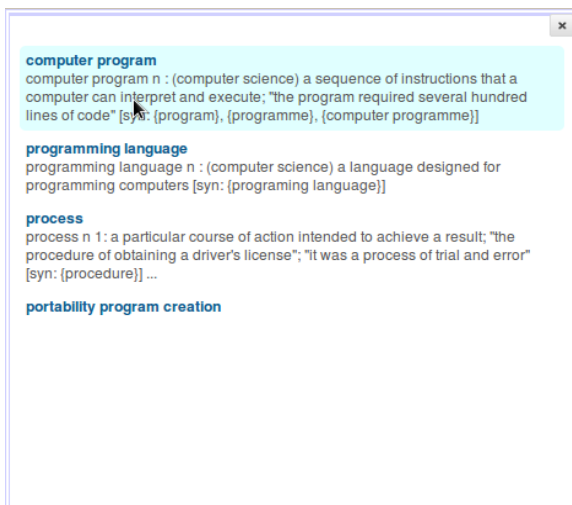 computer program
computer program n : (computer science) a sequence of instructions that a
computer can interpret and execute; "the program required several hundred
lines of code" [syn: {program}, {programme}, {computer programme}]
programming language
programming language n : (computer science) a language designed for
programming computers [syn: {programing language}]
process
process n 1: a particular course of action intended to achieve a result; "the
procedure of obtaining a driver's license"; "it was a process of trial and error"
[syn: {procedure}] ...
portability program creation